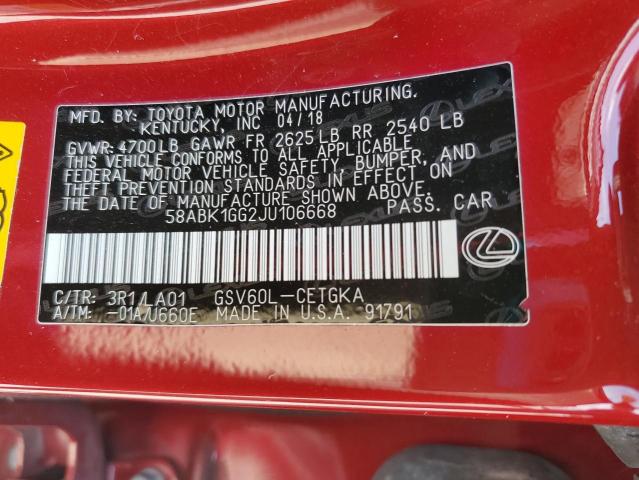 MFD. BY: TOYOTA MOTOR MANUFACTURING.
KENTUCKY, INC 04/18
GVWR: 4700LB GAWR FR 2625LB RR 2540 LB
THIS VEHICLE CONFORMS TO ALL APPLICABLE
FEDERAL MOTOR VEHICLE SAFETY, BUMPER, AND
THEFT PREVENTION STANDARDS IN EFFECT ON
THE DATE OF MANUFACTURE SHOWN ABOVE.
58ABK1GG2JU106668 PASS. CAR
C/TR: 3R1/LA01 GSV60L-CETGKA
A/TM: -01A/U660E MADE IN U.S.A. 91791